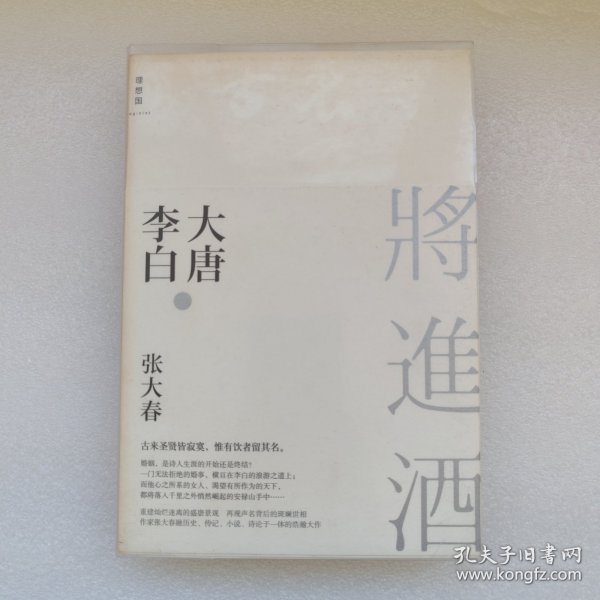 理想国
大唐
李白
將進酒
张大春
古来圣贤皆寂寞，惟有饮者留其名。
婚姻，是诗人生涯的开始还是终结？
一门无法拒绝的婚事，横亘在李白的浪游之道上；
而他心之所系的女人、渴望有所作为的天下，
都将落入千里之外悄然崛起的安禄山手中……
重建灿烂迷离的盛唐景观　再现声名背后的斑斓世相
作家张大春融历史、传记、小说、诗论于一体的浩瀚大作
孔夫子旧書网
www.kongfz.com